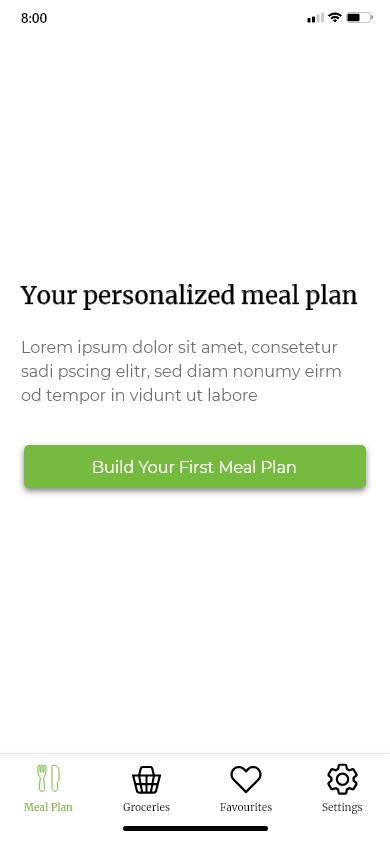 8:00
Your personalized meal plan
Lorem ipsum dolor sit amet, consetetur
sadi pscing elitr, sed diam nonumy eirm
od tempor in vidunt ut labore
Build Your First Meal Plan
Meal Plan
Groceries
Favourites
Settings